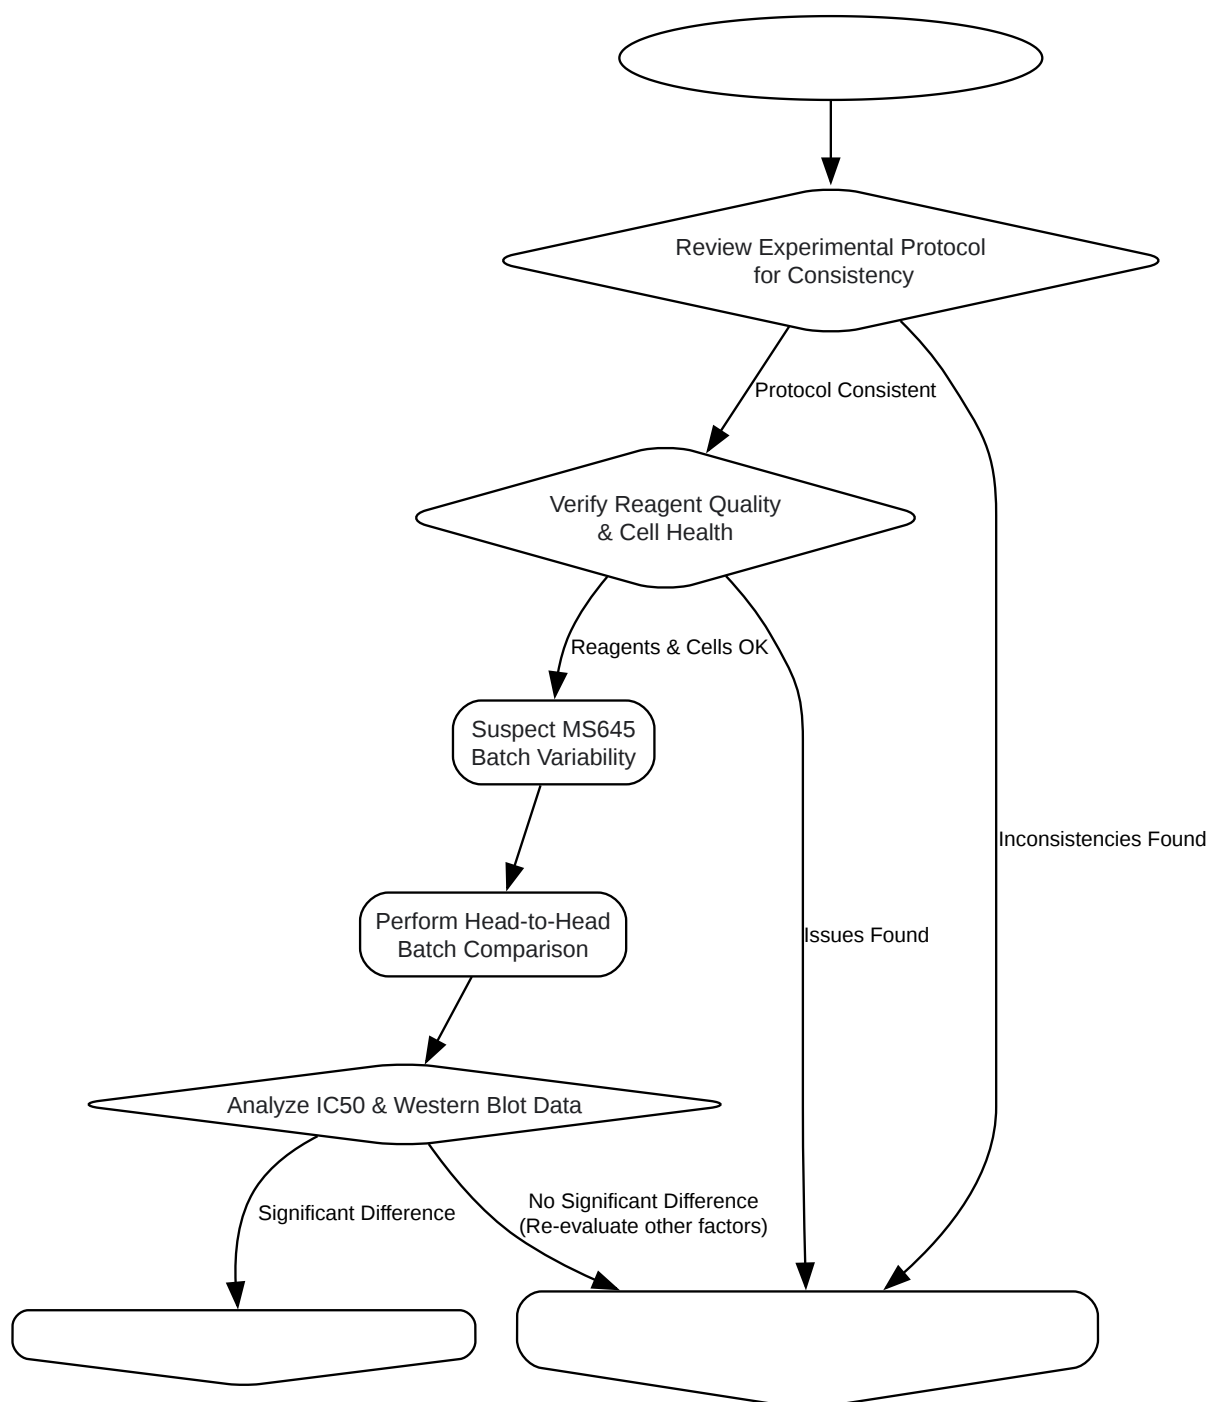 Review Experimental Protocol
for Consistency
Protocol Consistent
Verify Reagent Quality
& Cell Health
Reagents & Cells OK
Suspect MS645
Batch Variability
Inconsistencies Found
Perform Head-to-Head
Batch Comparison
Issues Found
Analyze IC50 & Western Blot Data
Significant Difference
No Significant Difference
(Re-evaluate other factors)